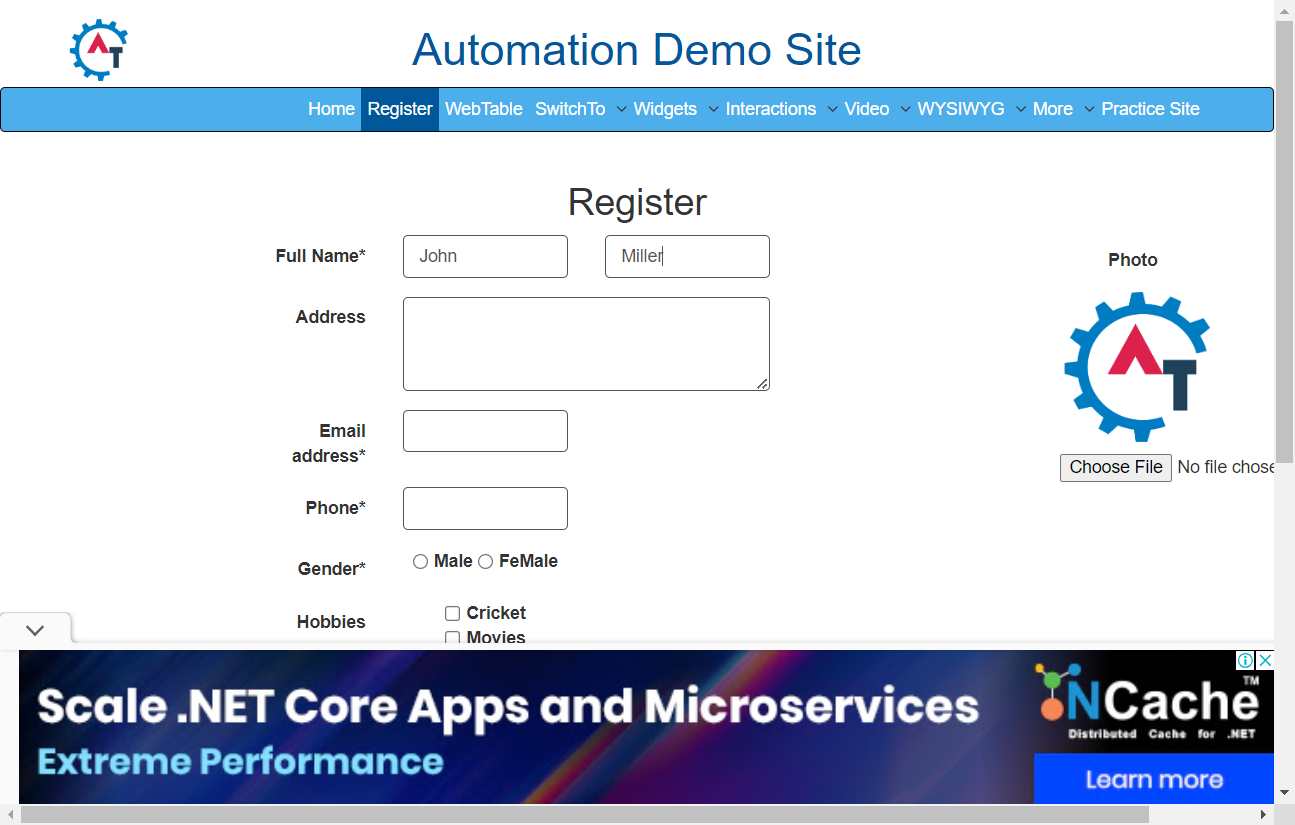 AT
Automation Demo Site
Home Register WebTable SwitchTo Widgets Interactions Video WYSIWYG More Practice Site
Register
Full Name* John Miller
Photo
Address
AT
Email
address*
Choose File No file chose
Phone*
Gender* Male FeMale
Hobbies Cricket
Movies
Scale .NET Core Apps and Microservices
Extreme Performance
NCache™
Distributed Cache for .NET
Learn more